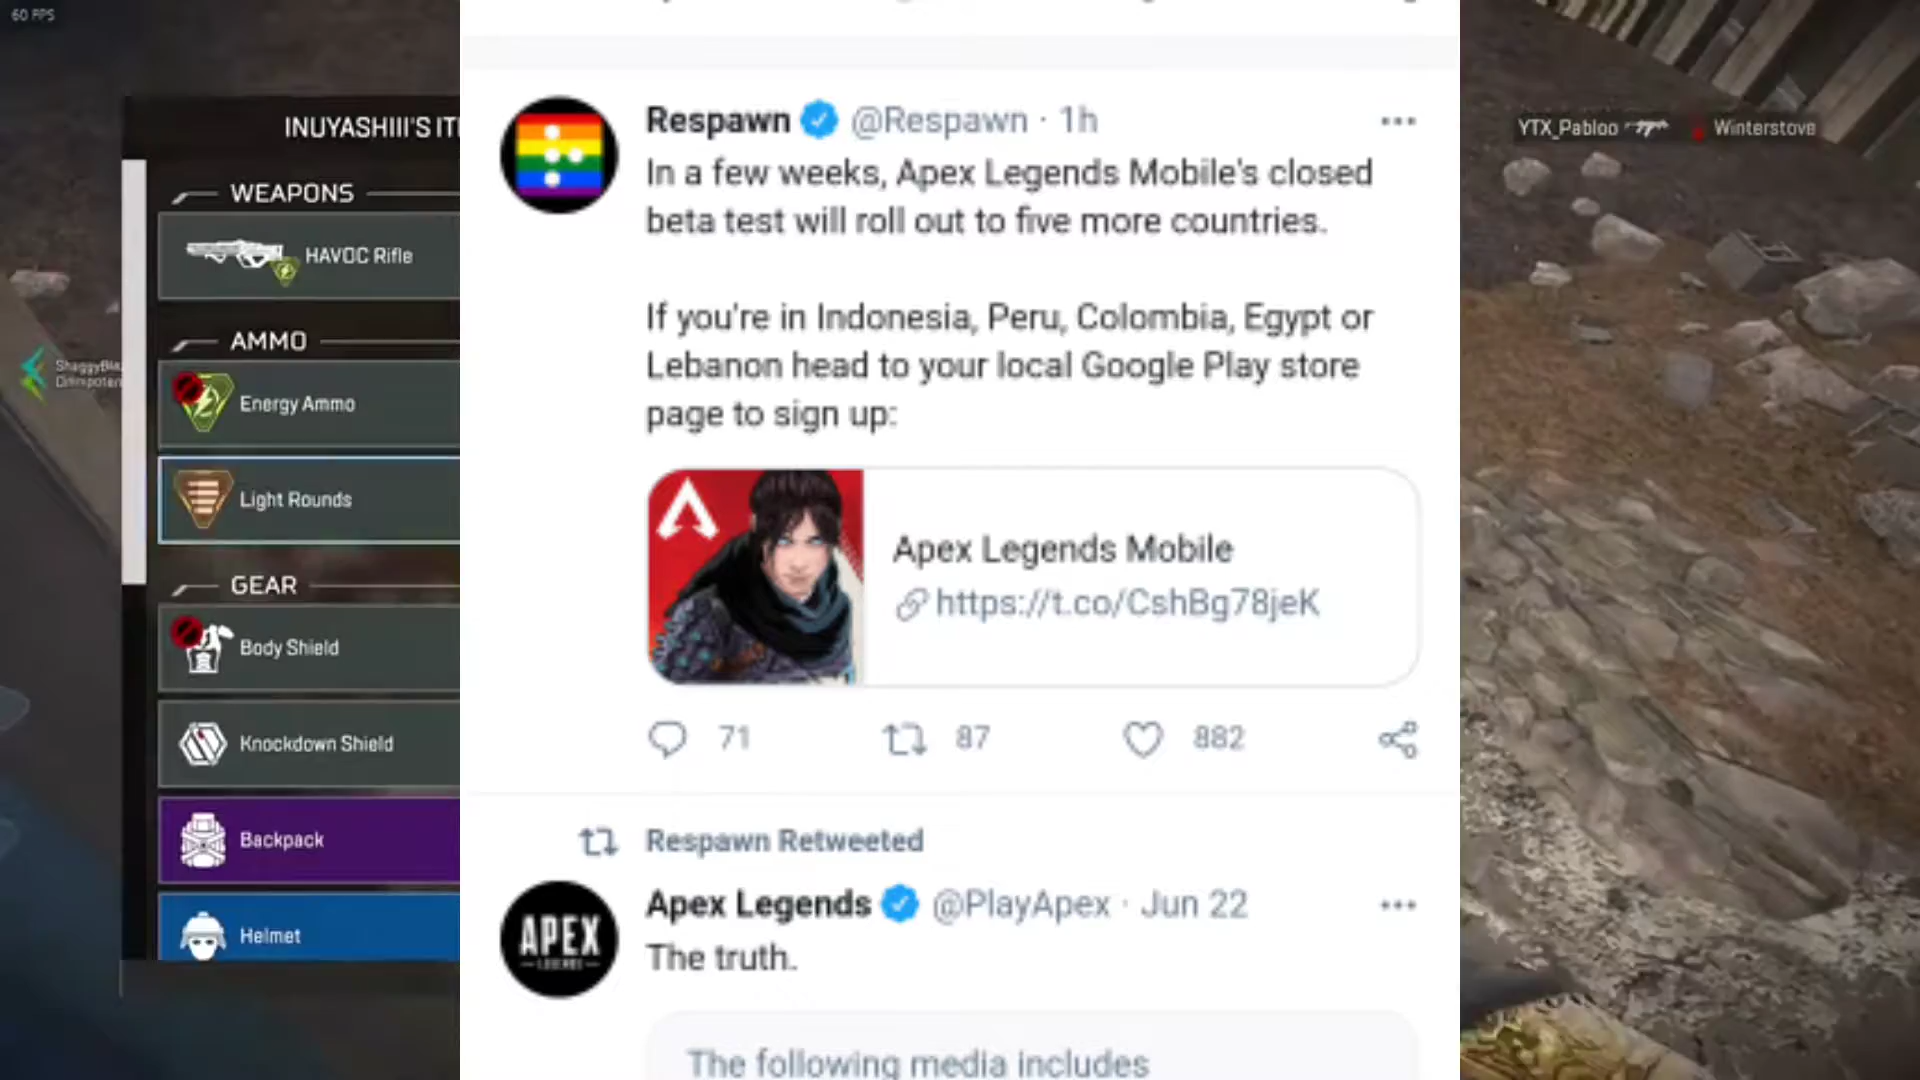 60 FPS
INUYASHIII'S IT
WEAPONS
HAVOC Rifle
AMMO
Energy Ammo
Light Rounds
GEAR
Body Shield
Knockdown Shield
Backpack
Helmet
Respawn @Respawn · 1h
In a few weeks, Apex Legends Mobile's closed
beta test will roll out to five more countries.
If you're in Indonesia, Peru, Colombia, Egypt or
Lebanon head to your local Google Play store
page to sign up:
Apex Legends Mobile
https://t.co/CshBg78jeK
71 87 882
Respawn Retweeted
APEX
LEGENDS
Apex Legends @PlayApex · Jun 22
The truth.
The following media includes
YTX_Pabloo Winterstove